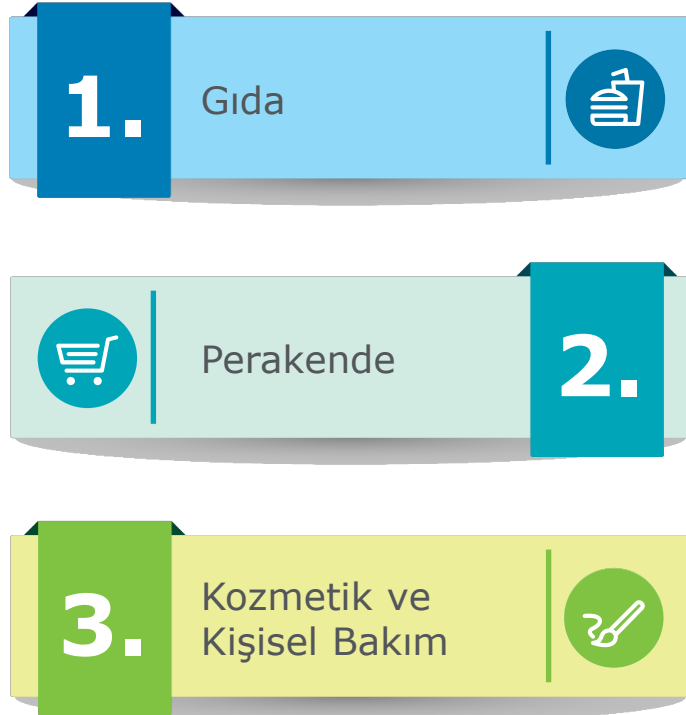 1.
Gıda
Perakende
2.
3.
Kozmetik ve
Kişisel Bakım